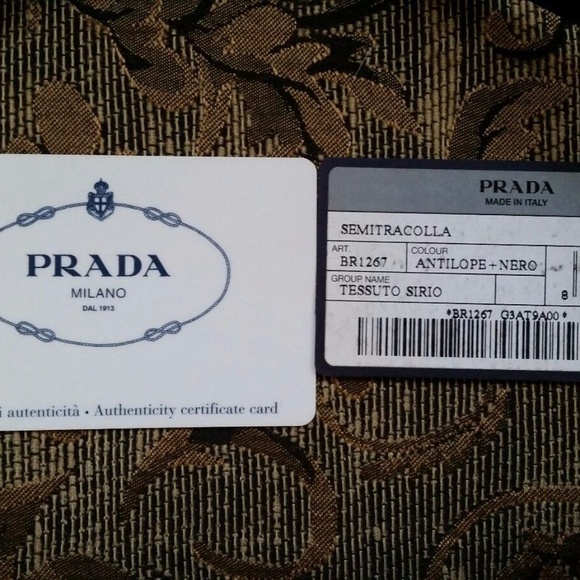 PRADA
MILANO
DAL 1913
i autenticità • Authenticity certificate card
PRADA
MADE IN ITALY
SEMITRACOLLA
ART. COLOUR
BR1267 ANTILOPE+NERO
GROUP NAME
TESSUTO SIRIO 8
*BR1267 G3AT9A00*